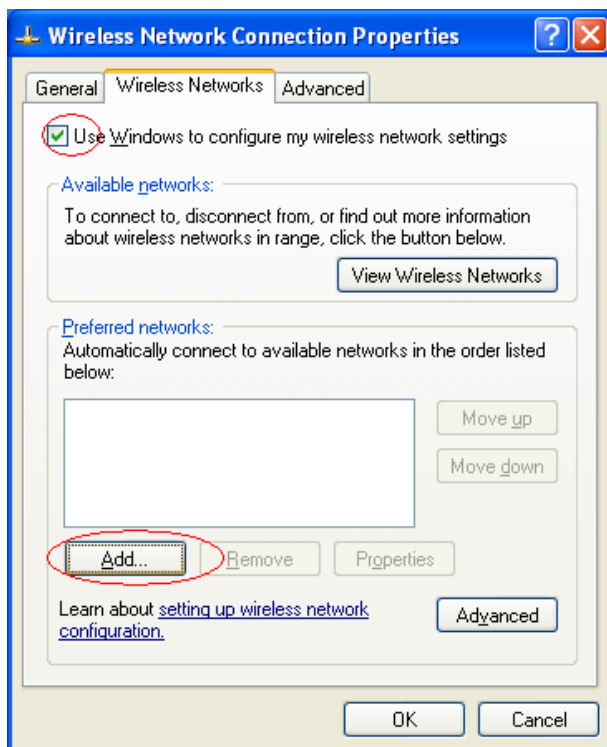 Wireless Network Connection Properties
General Wireless Networks Advanced
Use Windows to configure my wireless network settings
Available networks:
To connect to, disconnect from, or find out more information
about wireless networks in range, click the button below.
View Wireless Networks
Preferred networks:
Automatically connect to available networks in the order listed
below:
Move up
Move down
Add... Remove Properties
Learn about setting up wireless network
configuration.
Advanced
OK Cancel